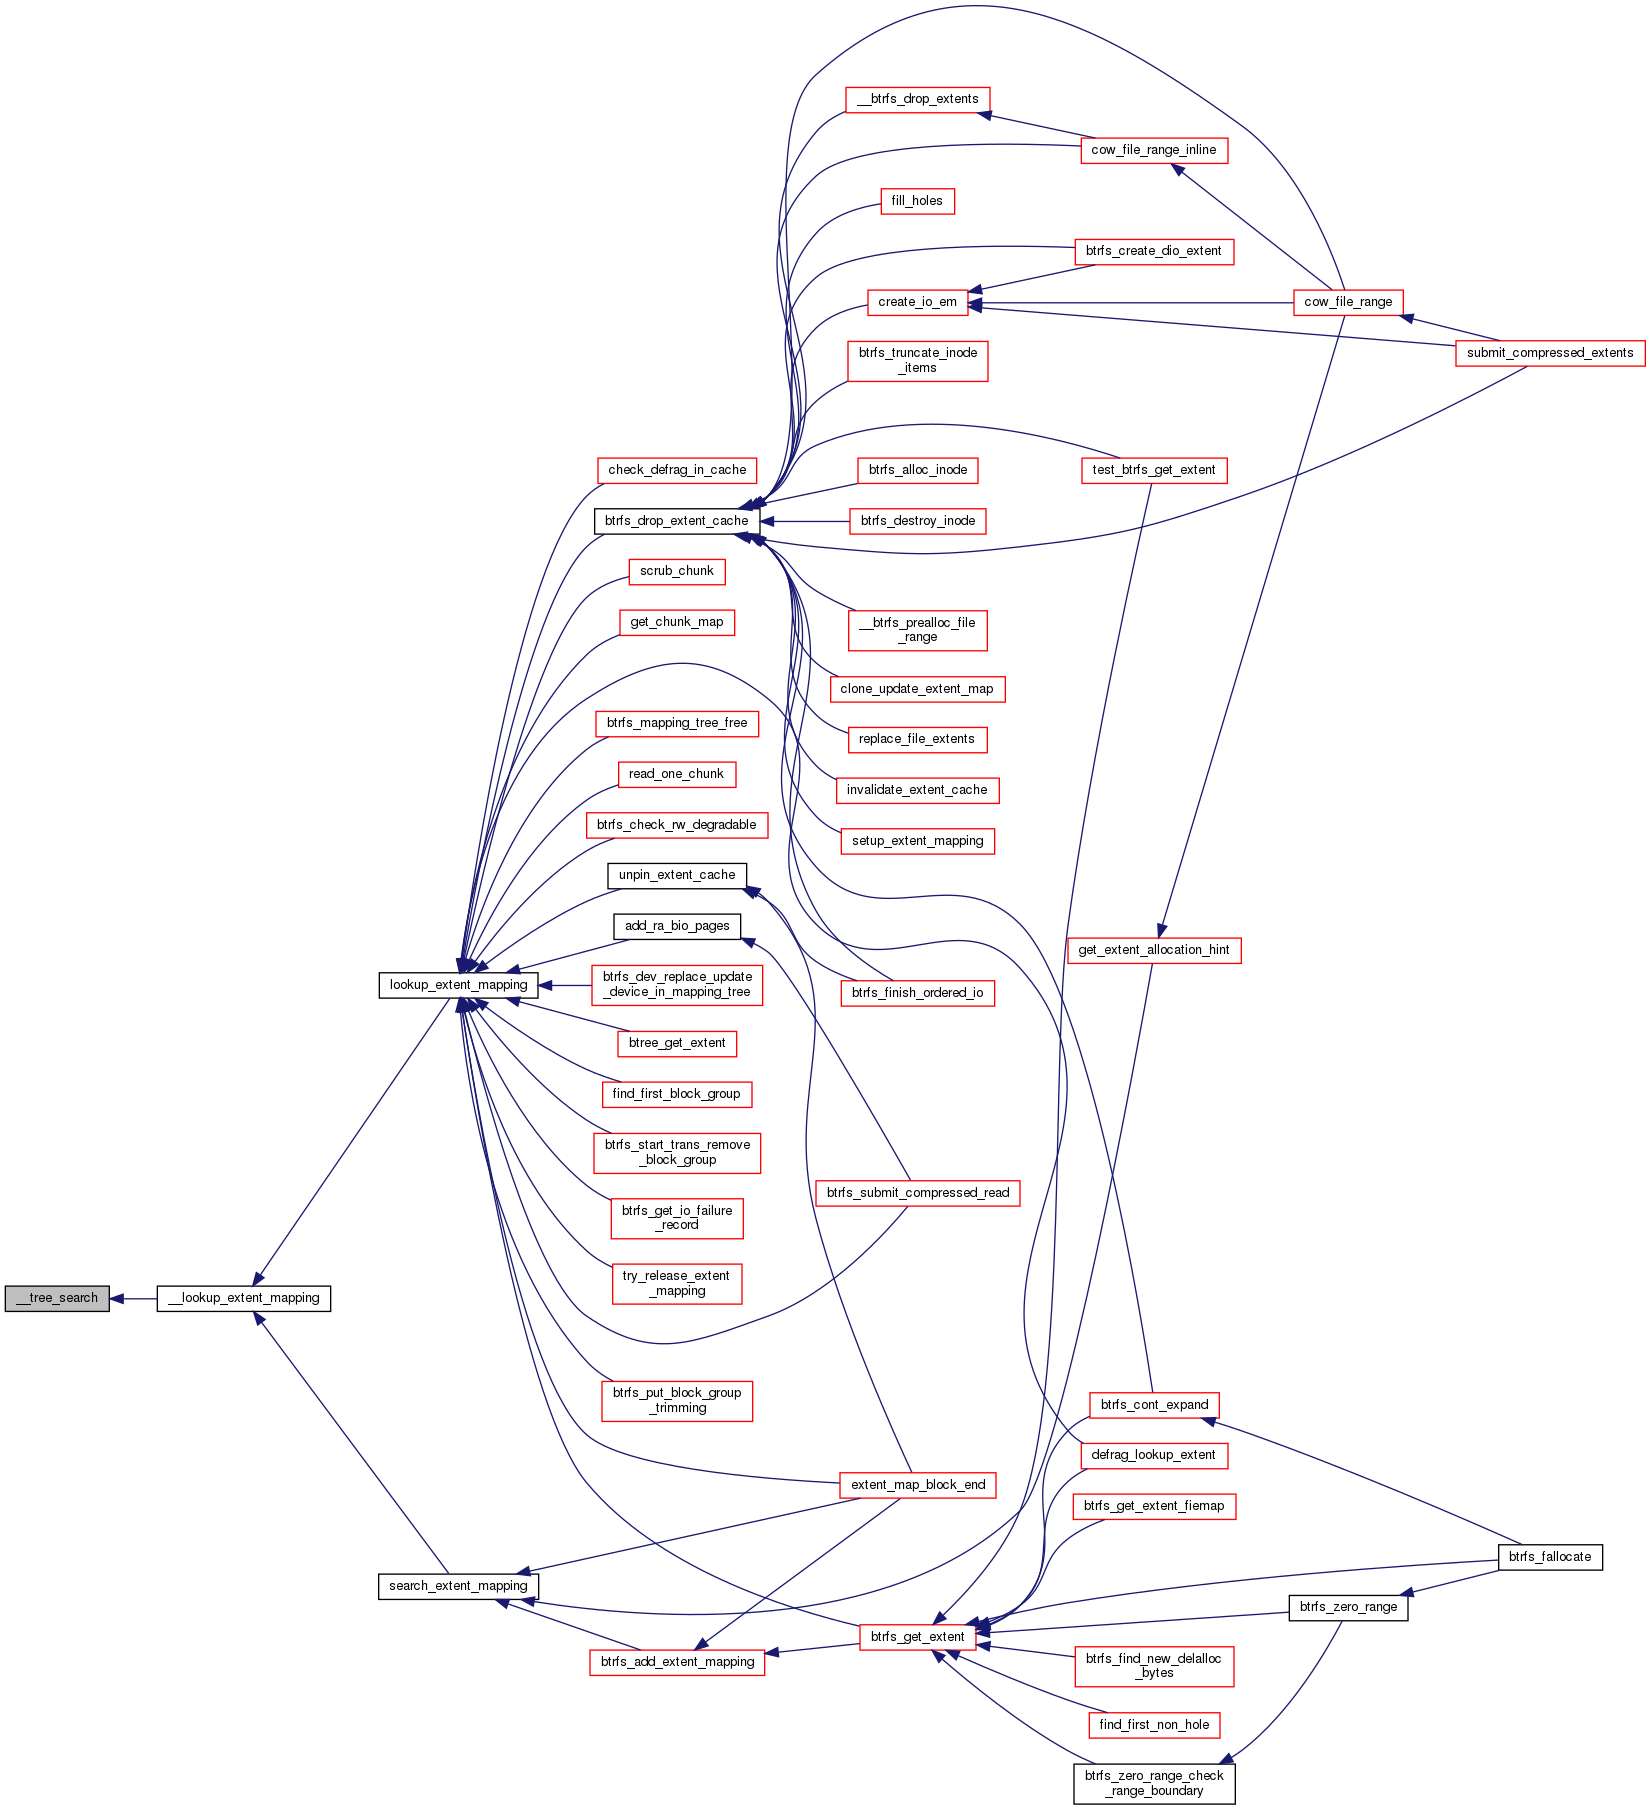 __btrfs_drop_extents
cow_file_range_inline
fill_holes
btrfs_create_dio_extent
create_io_em
cow_file_range
btrfs_truncate_inode
_items
submit_compressed_extents
check_defrag_in_cache
btrfs_alloc_inode
test_btrfs_get_extent
btrfs_drop_extent_cache
btrfs_destroy_inode
scrub_chunk
get_chunk_map
__btrfs_prealloc_file
_range
clone_update_extent_map
btrfs_mapping_tree_free
replace_file_extents
read_one_chunk
invalidate_extent_cache
btrfs_check_rw_degradable
setup_extent_mapping
unpin_extent_cache
add_ra_bio_pages
get_extent_allocation_hint
lookup_extent_mapping
btrfs_dev_replace_update
_device_in_mapping_tree
btrfs_finish_ordered_io
btree_get_extent
find_first_block_group
btrfs_start_trans_remove
_block_group
btrfs_submit_compressed_read
btrfs_get_io_failure
_record
try_release_extent
_mapping
__tree_search
__lookup_extent_mapping
btrfs_put_block_group
_trimming
btrfs_cont_expand
defrag_lookup_extent
extent_map_block_end
btrfs_get_extent_fiemap
btrfs_fallocate
search_extent_mapping
btrfs_zero_range
btrfs_get_extent
btrfs_add_extent_mapping
btrfs_find_new_delalloc
_bytes
find_first_non_hole
btrfs_zero_range_check
_range_boundary